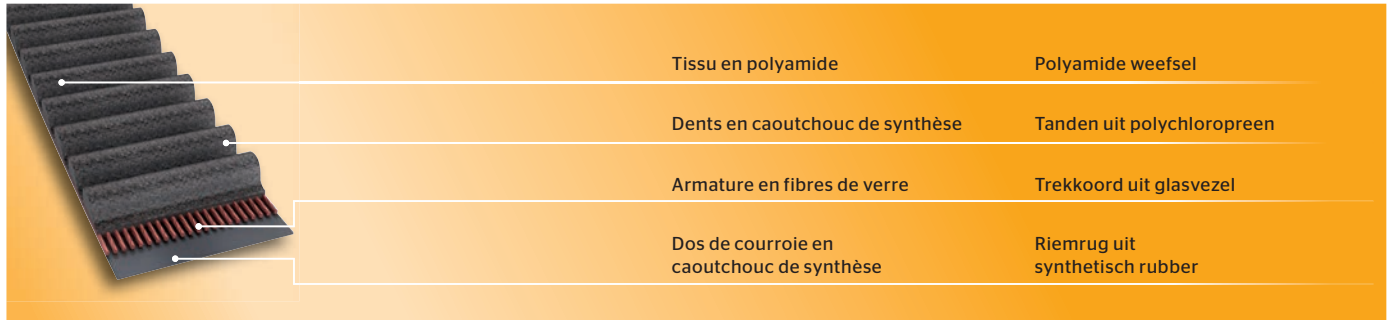 Tissu en polyamide
Polyamide weefsel
Dents en caoutchouc de synthèse
Tanden uit polychloropreen
Armature en fibres de verre
Trekkoord uit glasvezel
Dos de courroie en
caoutchouc de synthèse
Riemrug uit
synthetisch rubber